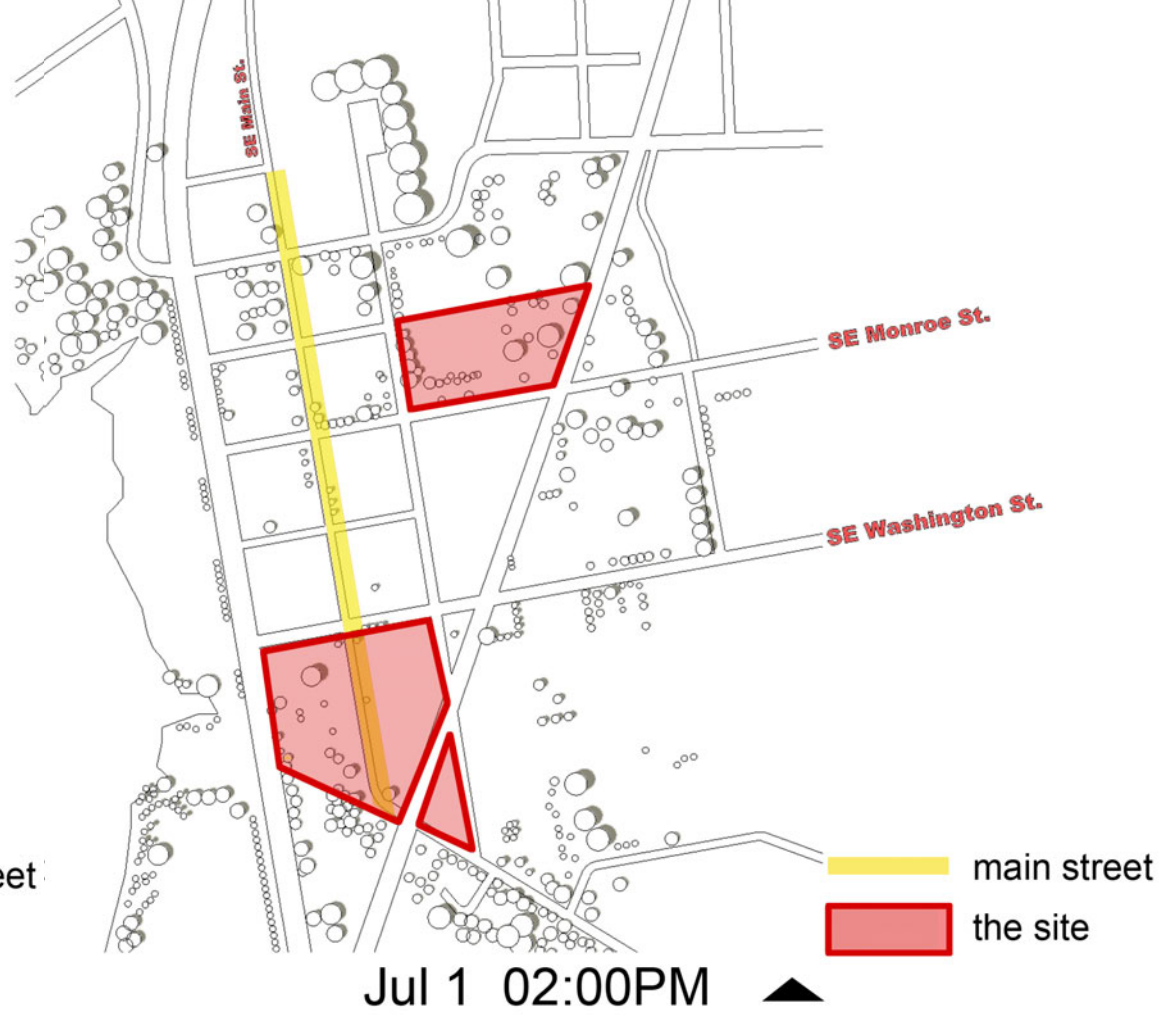 SE Main St.
SE Monroe St.
SE Washington St.
main street
the site
Jul 1 02:00PM